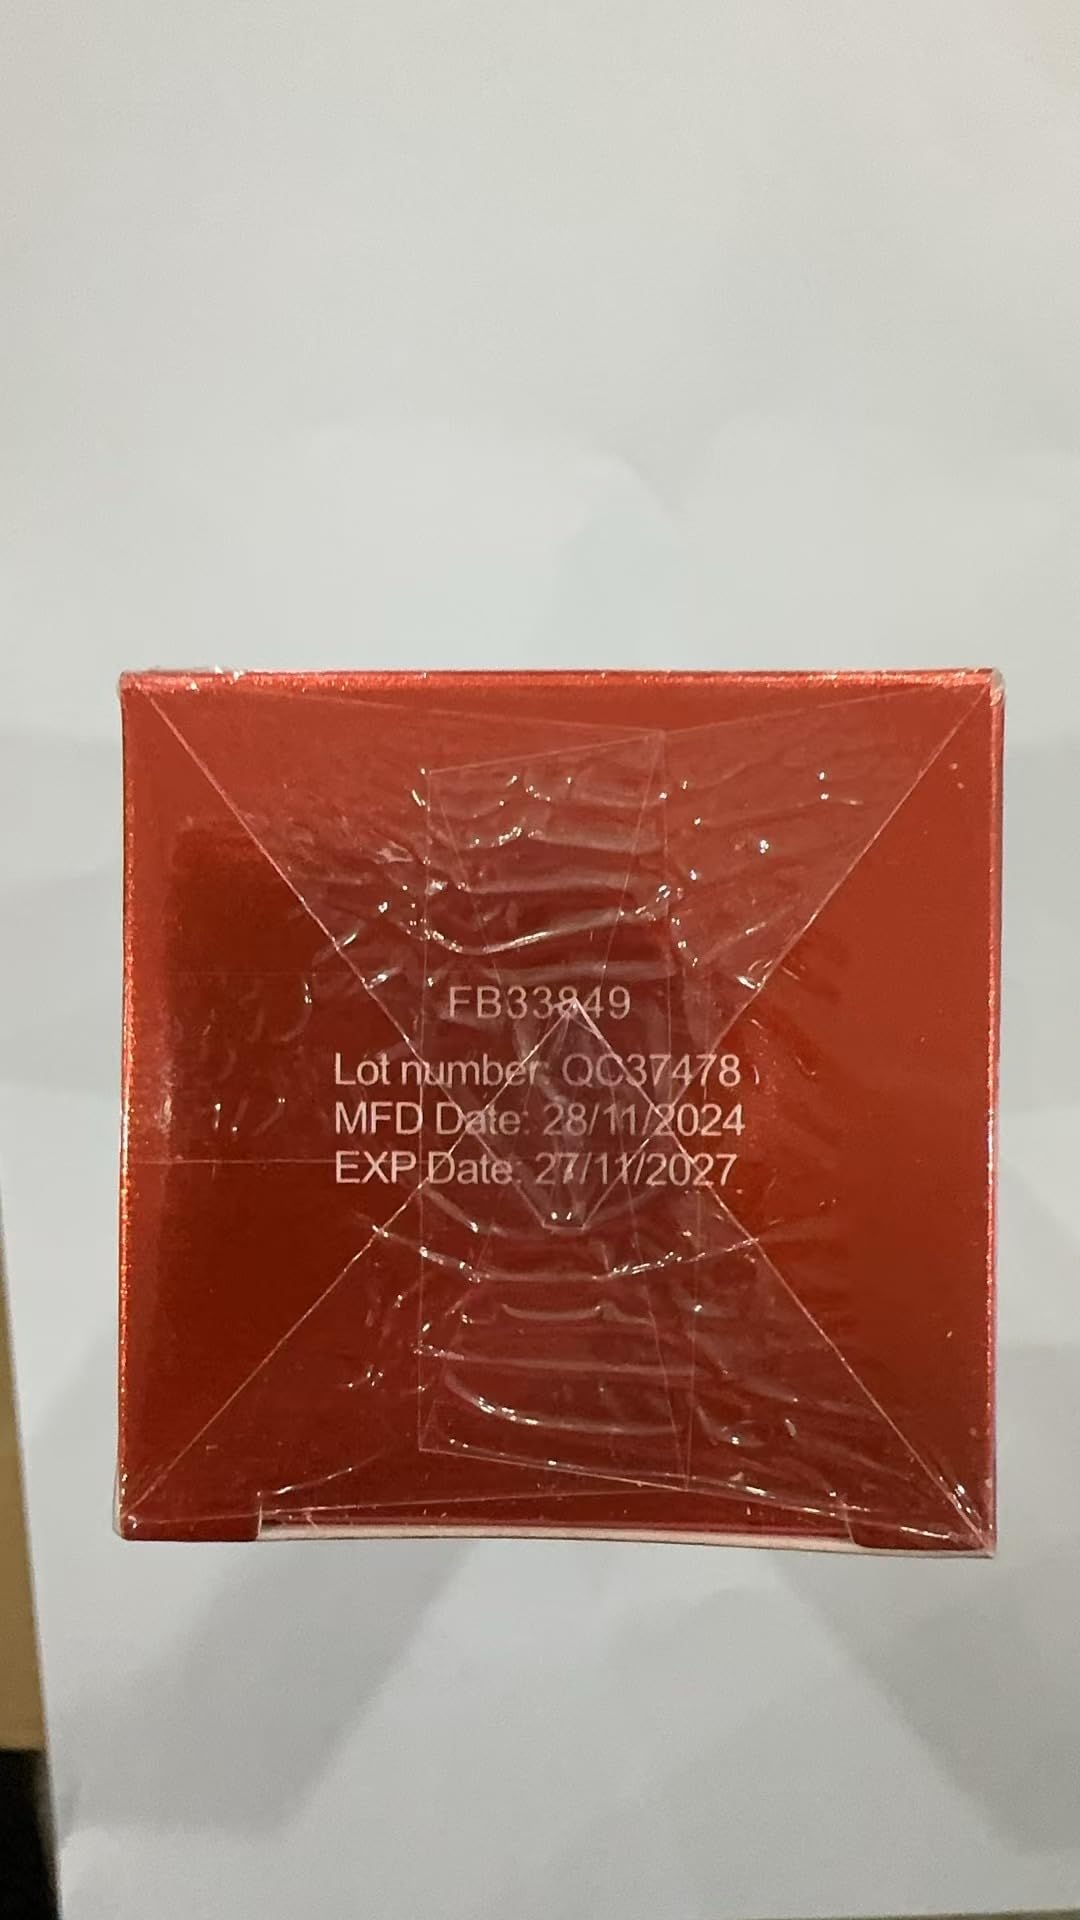 FB33849
Lot number: QC37478
MFD Date: 28/11/2024
EXP Date: 27/11/2027